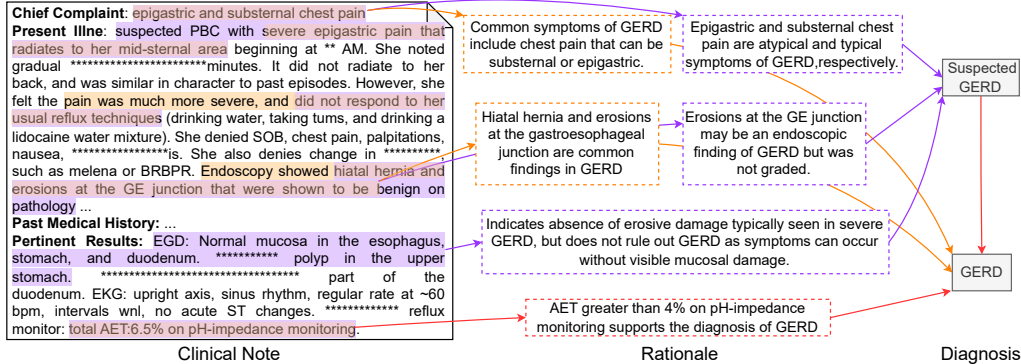 Chief Complaint: epigastric and substernal chest pain
Present Illne: suspected PBC with severe epigastric pain that
radiates to her mid-sternal area beginning at ** AM. She noted
gradual ************************minutes. It did not radiate to her
back, and was similar in character to past episodes. However, she
felt the pain was much more severe, and did not respond to her
usual reflux techniques (drinking water, taking tums, and drinking a
lidocaine water mixture). She denied SOB, chest pain, palpitations,
nausea, *****************is. She also denies change in **********,
such as melena or BRBPR. Endoscopy showed hiatal hernia and
erosions at the GE junction that were shown to be benign on
pathology ...
Past Medical History: ...
Pertinent Results: EGD: Normal mucosa in the esophagus,
stomach, and duodenum. *********** polyp in the upper
stomach. *********************************** part of the
duodenum. EKG: upright axis, sinus rhythm, regular rate at ~60
bpm, intervals wnl, no acute ST changes. ************* reflux
monitor: total AET:6.5% on pH-impedance monitoring.
Clinical Note
Common symptoms of GERD
include chest pain that can be
substernal or epigastric.
Epigastric and substernal chest
pain are atypical and typical
symptoms of GERD,respectively.
Hiatal hernia and erosions
at the gastroesophageal
junction are common
findings in GERD
Erosions at the GE junction
may be an endoscopic
finding of GERD but was
not graded.
Indicates absence of erosive damage typically seen in severe
GERD, but does not rule out GERD as symptoms can occur
without visible mucosal damage.
AET greater than 4% on pH-impedance
monitoring supports the diagnosis of GERD
Rationale
Suspected
GERD
GERD
Diagnosis